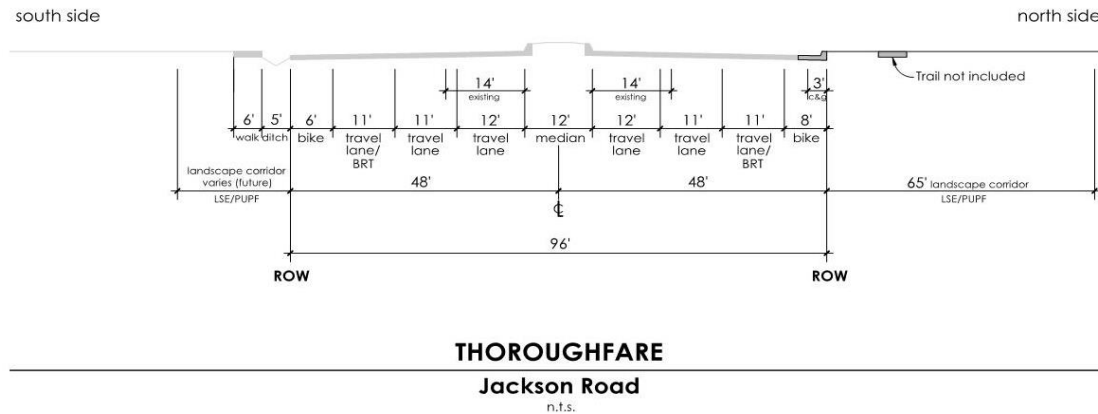 south side
north side
14'
existing
14'
existing
3'
c&g
Trail not included
6'
5'
6'
11'
11'
12'
12'
12'
11'
11'
8'
walk
ditch
bike
travel
lane/
BRT
travel
lane
travel
lane
median
travel
lane
travel
lane
travel
lane/
BRT
bike
landscape corridor
varies (future)
LSE/PUPF
48'
48'
65' landscape corridor
LSE/PUPF
℄
96'
ROW
ROW
THOROUGHFARE
Jackson Road
n.t.s.